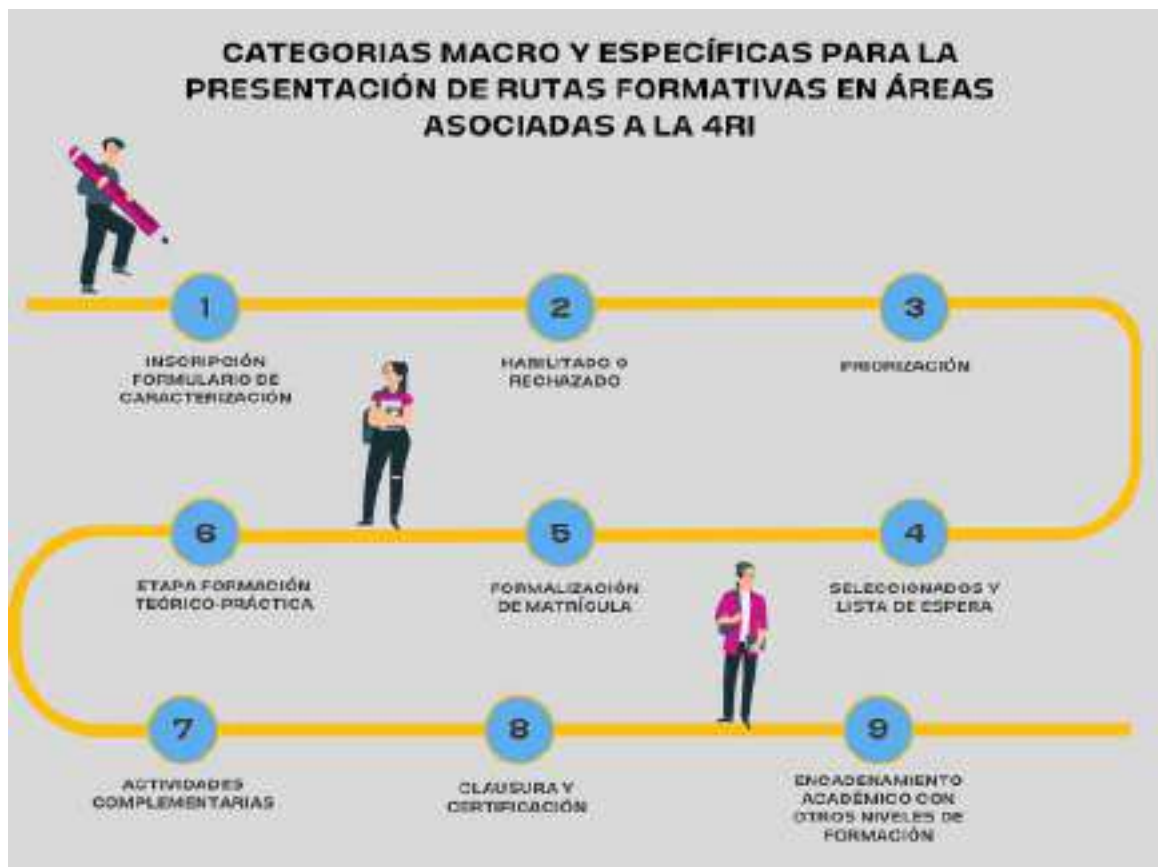 CATEGORIAS MACRO Y ESPECÍFICAS PARA LA
PRESENTACIÓN DE RUTAS FORMATIVAS EN ÁREAS
ASOCIADAS A LA 4RI
1
INSCRIPCIÓN
FORMULARIO DE
CARACTERIZACIÓN
2
HABILITADO O
RECHAZADO
3
PRIORIZACIÓN
4
SELECCIONADOS Y
LISTA DE ESPERA
5
FORMALIZACIÓN
DE MATRÍCULA
6
ETAPA FORMACIÓN
TEÓRICO-PRÁCTICA
7
ACTIVIDADES
COMPLEMENTARIAS
8
CLAUSURA Y
CERTIFICACIÓN
9
ENCADENAMIENTO
ACADÉMICO CON
OTROS NIVELES DE
FORMACIÓN